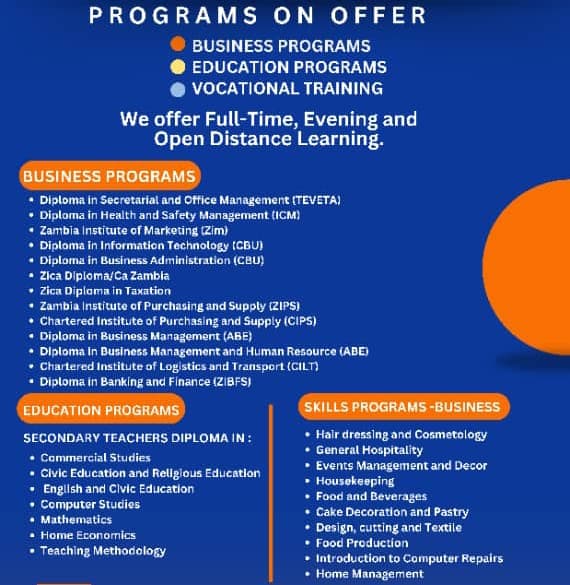 PROGRAMS ON OFFER
BUSINESS PROGRAMS
EDUCATION PROGRAMS
VOCATIONAL TRAINING
We offer Full-Time, Evening and
Open Distance Learning.
BUSINESS PROGRAMS
• Diploma in Secretarial and Office Management (TEVETA)
• Diploma in Health and Safety Management (ICM)
• Zambia Institute of Marketing (Zim)
• Diploma in Information Technology (CBU)
• Diploma in Business Administration (CBU)
• Zica Diploma/Ca Zambia
• Zica Diploma in Taxation
• Zambia Institute of Purchasing and Supply (ZIPS)
• Chartered Institute of Purchasing and Supply (CIPS)
• Diploma in Business Management (ABE)
• Diploma in Business Management and Human Resource (ABE)
• Chartered Institute of Logistics and Transport (CILT)
• Diploma in Banking and Finance (ZIBFS)
EDUCATION PROGRAMS
SECONDARY TEACHERS DIPLOMA IN :
• Commercial Studies
• Civic Education and Religious Education
• English and Civic Education
• Computer Studies
• Mathematics
• Home Economics
• Teaching Methodology
SKILLS PROGRAMS -BUSINESS
• Hair dressing and Cosmetology
• General Hospitality
• Events Management and Decor
• Housekeeping
• Food and Beverages
• Cake Decoration and Pastry
• Design, cutting and Textile
• Food Production
• Introduction to Computer Repairs
• Home Management